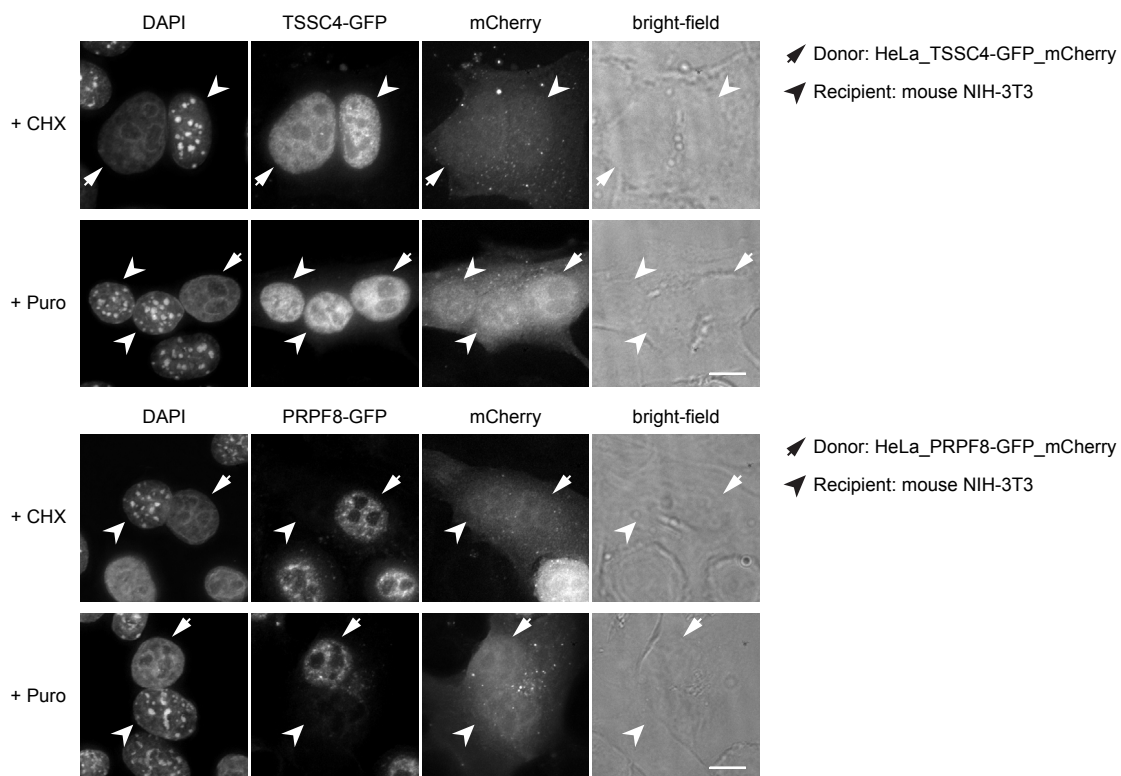 DAPI TSSC4-GFP mCherry bright-field
Donor: HeLa_TSSC4-GFP_mCherry
Recipient: mouse NIH-3T3
+ CHX
+ Puro
DAPI PRPF8-GFP mCherry bright-field
Donor: HeLa_PRPF8-GFP_mCherry
Recipient: mouse NIH-3T3
+ CHX
+ Puro